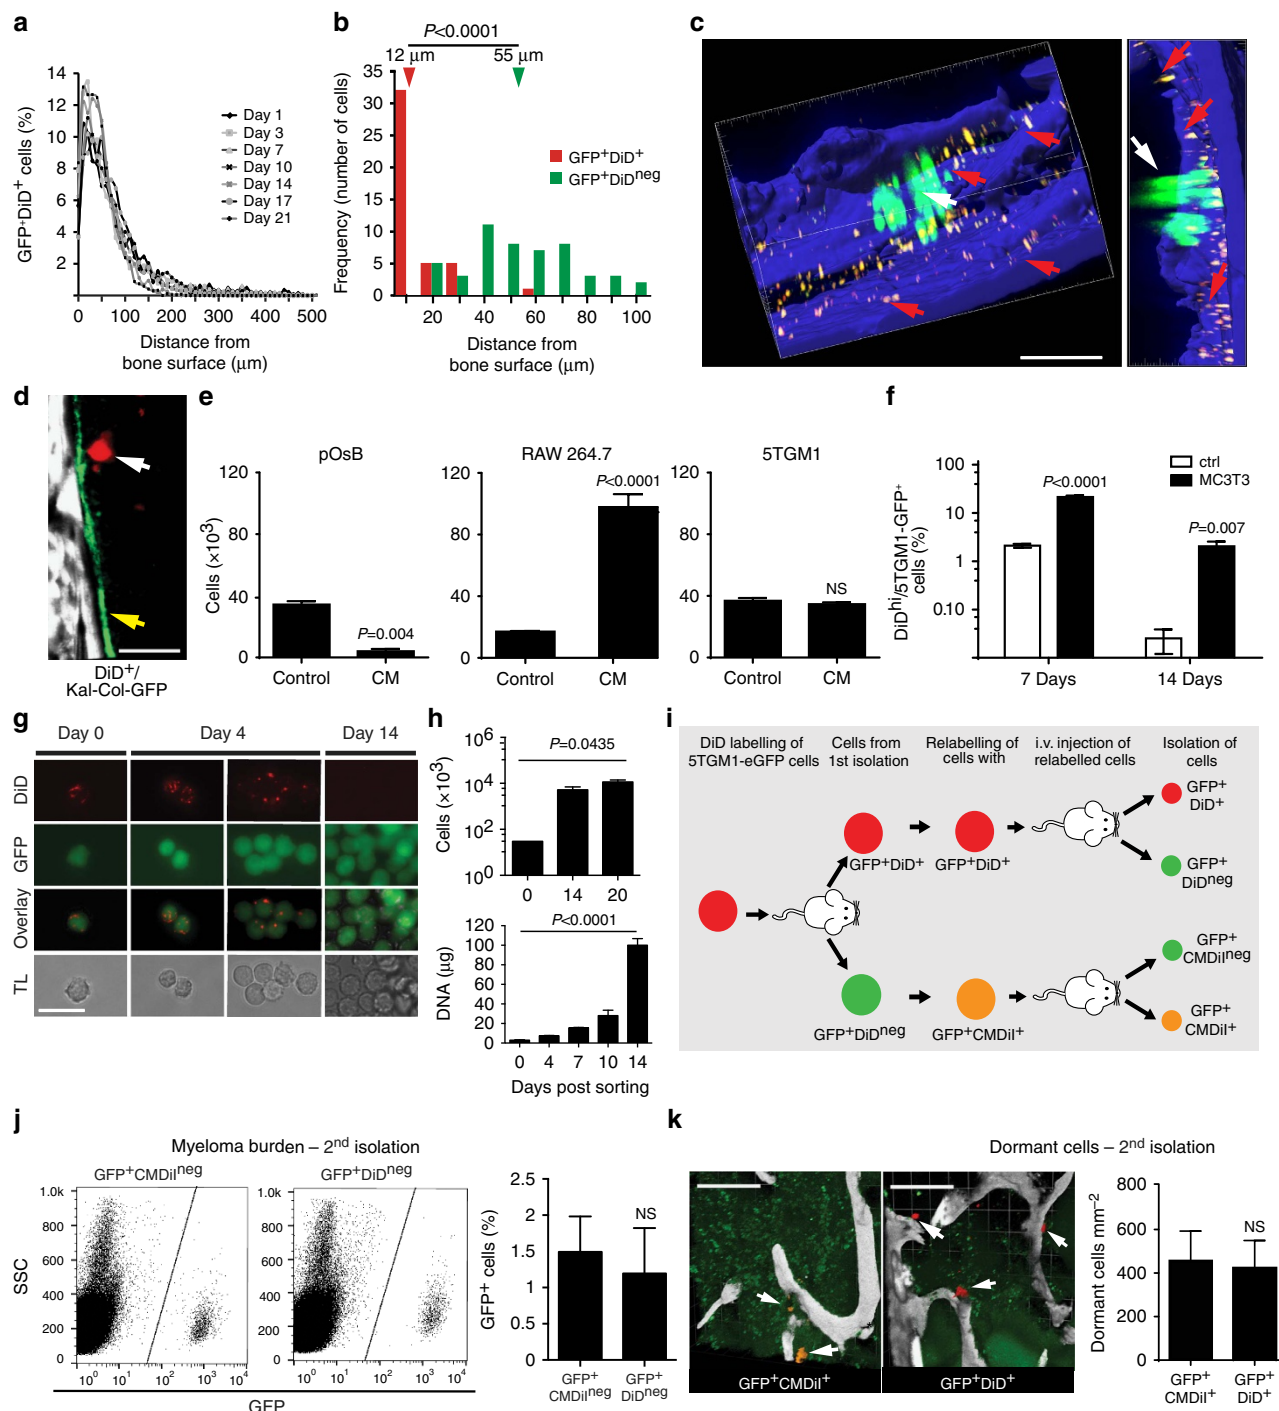 a
14
12
10
8
6
4
2
GFP+DiD+ cells (%)
Day 1
Day 3
Day 7
Day 10
Day 14
Day 17
Day 21
0 100 200 300 400 500
Distance from
bone surface (µm)
b
P<0.0001
12 µm 55 µm
35
30
25
20
15
10
5
0
Frequency (number of cells)
GFP+DiD+
GFP+DiDneg
20 40 60 80 100
Distance from
bone surface (µm)
c
d
DiD+/
Kal-Col-GFP
e
pOsB
120
80
40
0
Cells (×10³)
P=0.004
Control CM
RAW 264.7
120
80
40
0
P<0.0001
Control CM
5TGM1
120
80
40
0
NS
Control CM
f
100
10
1
0.10
DiDhi/5TGM1-GFP+
cells (%)
ctrl
MC3T3
P<0.0001
P=0.007
7 Days 14 Days
g
Day 0 Day 4 Day 14
DiD
GFP
Overlay
TL
h
10⁶
10⁴
10²
10⁰
Cells (×10³)
P=0.0435
0 14 20
P<0.0001
120
100
80
60
40
20
0
DNA (µg)
0 4 7 10 14
Days post sorting
i
DiD labelling of
5TGM1-eGFP cells
Cells from
1st isolation
Relabelling of
cells with
i.v. injection of
relabelled cells
Isolation of
cells
GFP+DiD+
GFP+DiD+
GFP+
DiD+
GFP+
DiDneg
GFP+DiDneg
GFP+CMDiI+
GFP+
CMDiIneg
GFP+
CMDiI+
j
Myeloma burden – 2nd isolation
GFP+CMDiIneg
GFP+DiDneg
1.0k
800
600
400
200
0
SSC
10⁰ 10¹ 10² 10³ 10⁴
1.0k
800
600
400
200
0
10⁰ 10¹ 10² 10³ 10⁴
GFP
2.5
2
1.5
1
0.5
0
GFP+ cells (%)
NS
GFP+
CMDiIneg
GFP+
DiDneg
k
Dormant cells – 2nd isolation
GFP+CMDiI+
GFP+DiD+
800
600
400
200
0
Dormant cells mm⁻²
NS
GFP+
CMDiI+
GFP+
DiD+